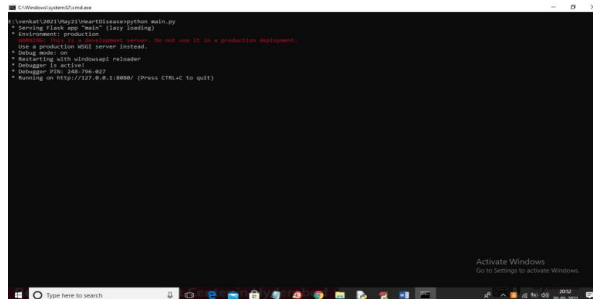 C:\Windows\system32\cmd.exe
H:\venkat\2021\May21\HeartDisease>python main.py
* Serving Flask app "main" (lazy loading)
* Environment: production
WARNING: This is a development server. Do not use it in a production deployment.
Use a production WSGI server instead.
* Debug mode: on
* Restarting with windowsapi reloader
* Debugger is active!
* Debugger PIN: 248-796-027
* Running on http://127.0.0.1:8080/ (Press CTRL+C to quit)
Activate Windows
Go to Settings to activate Windows.
Type here to search
20:52